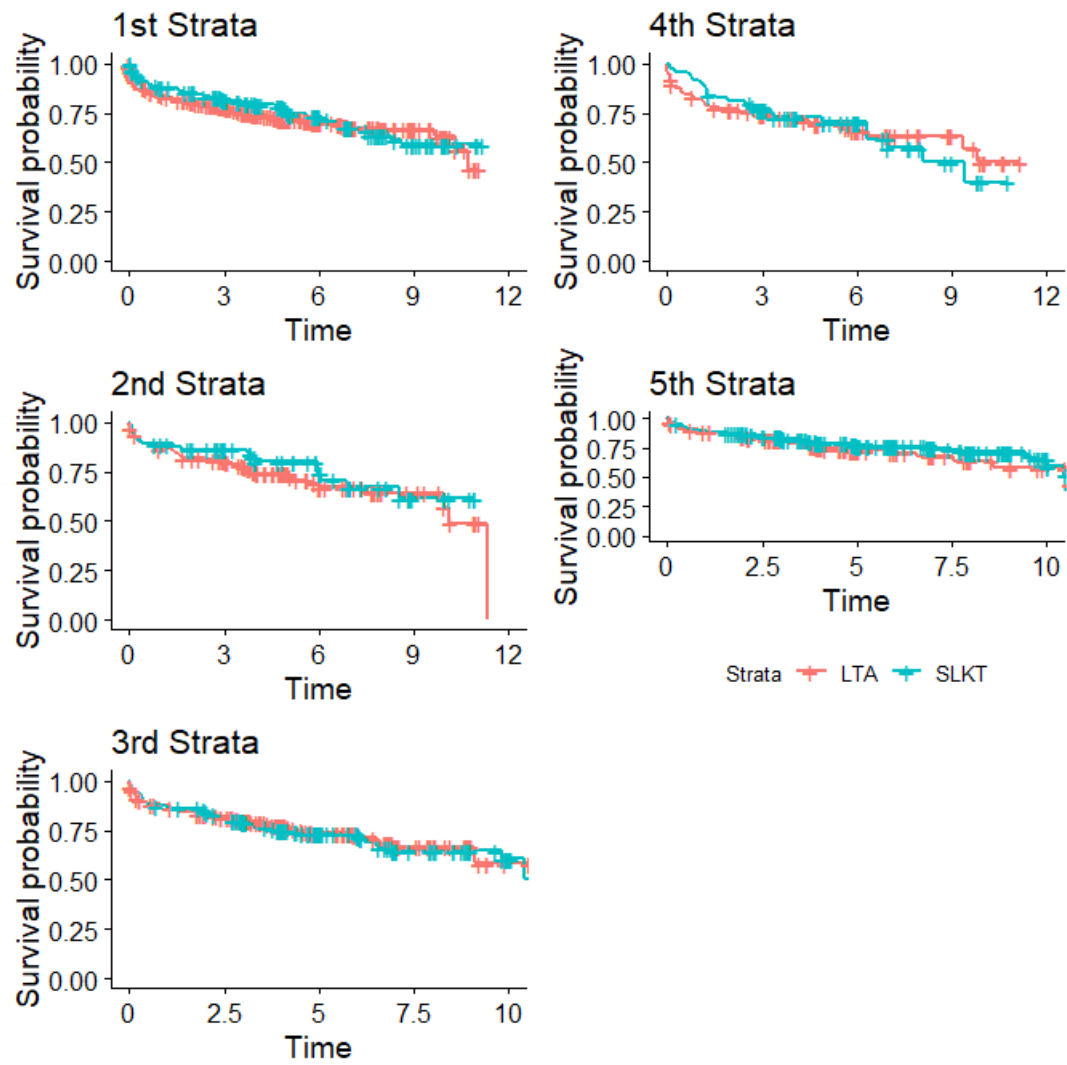 1st Strata
Survival probability
1.00
0.75
0.50
0.25
0.00
0 3 6 9 12
Time
4th Strata
Survival probability
1.00
0.75
0.50
0.25
0.00
0 3 6 9 12
Time
2nd Strata
Survival probability
1.00
0.75
0.50
0.25
0.00
0 3 6 9 12
Time
5th Strata
Survival probability
1.00
0.75
0.50
0.25
0.00
0 2.5 5 7.5 10
Time
Strata LTA SLKT
3rd Strata
Survival probability
1.00
0.75
0.50
0.25
0.00
0 2.5 5 7.5 10
Time